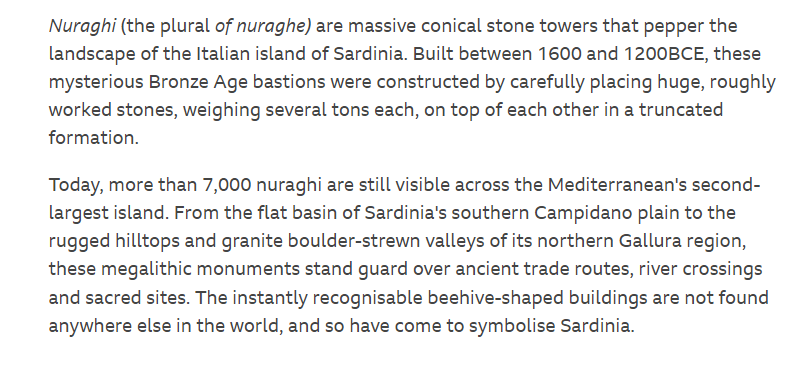 Nuraghi (the plural of nuraghe) are massive conical stone towers that pepper the
landscape of the Italian island of Sardinia. Built between 1600 and 1200BCE, these
mysterious Bronze Age bastions were constructed by carefully placing huge, roughly
worked stones, weighing several tons each, on top of each other in a truncated
formation.
Today, more than 7,000 nuraghi are still visible across the Mediterranean's second-
largest island. From the flat basin of Sardinia's southern Campidano plain to the
rugged hilltops and granite boulder-strewn valleys of its northern Gallura region,
these megalithic monuments stand guard over ancient trade routes, river crossings
and sacred sites. The instantly recognisable beehive-shaped buildings are not found
anywhere else in the world, and so have come to symbolise Sardinia.